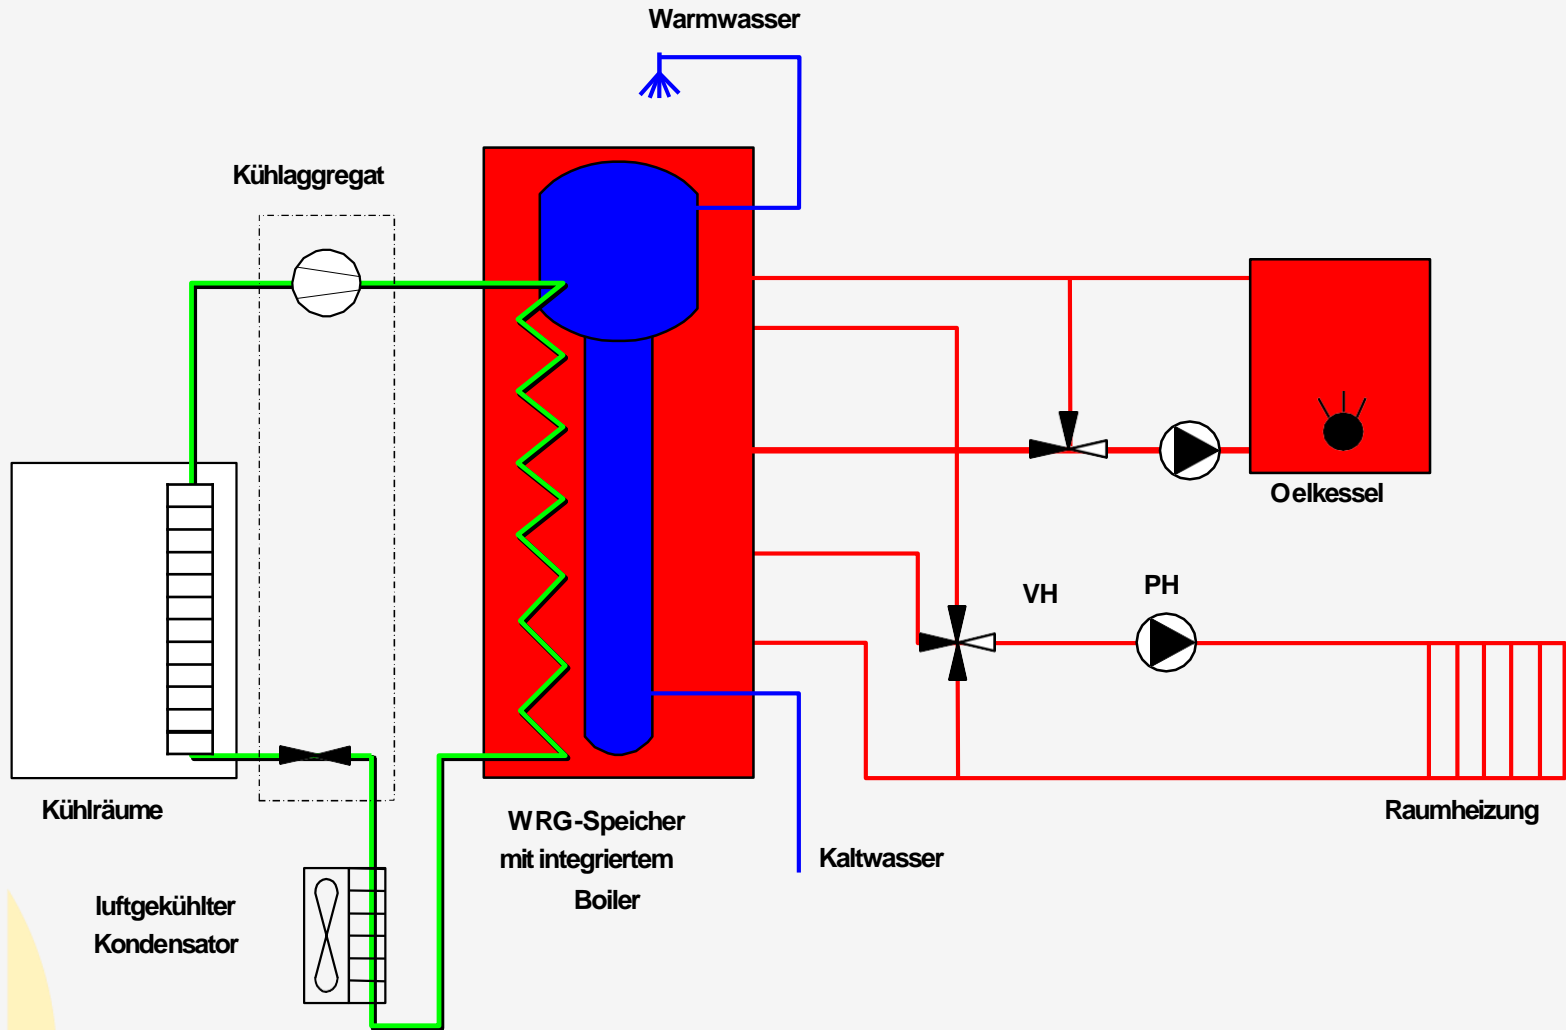 Warmwasser
Kühlaggregat
Oelkessel
VH
PH
Kühlräume
WRG-Speicher
mit integriertem
Boiler
Kaltwasser
Raumheizung
luftgekühlter
Kondensator